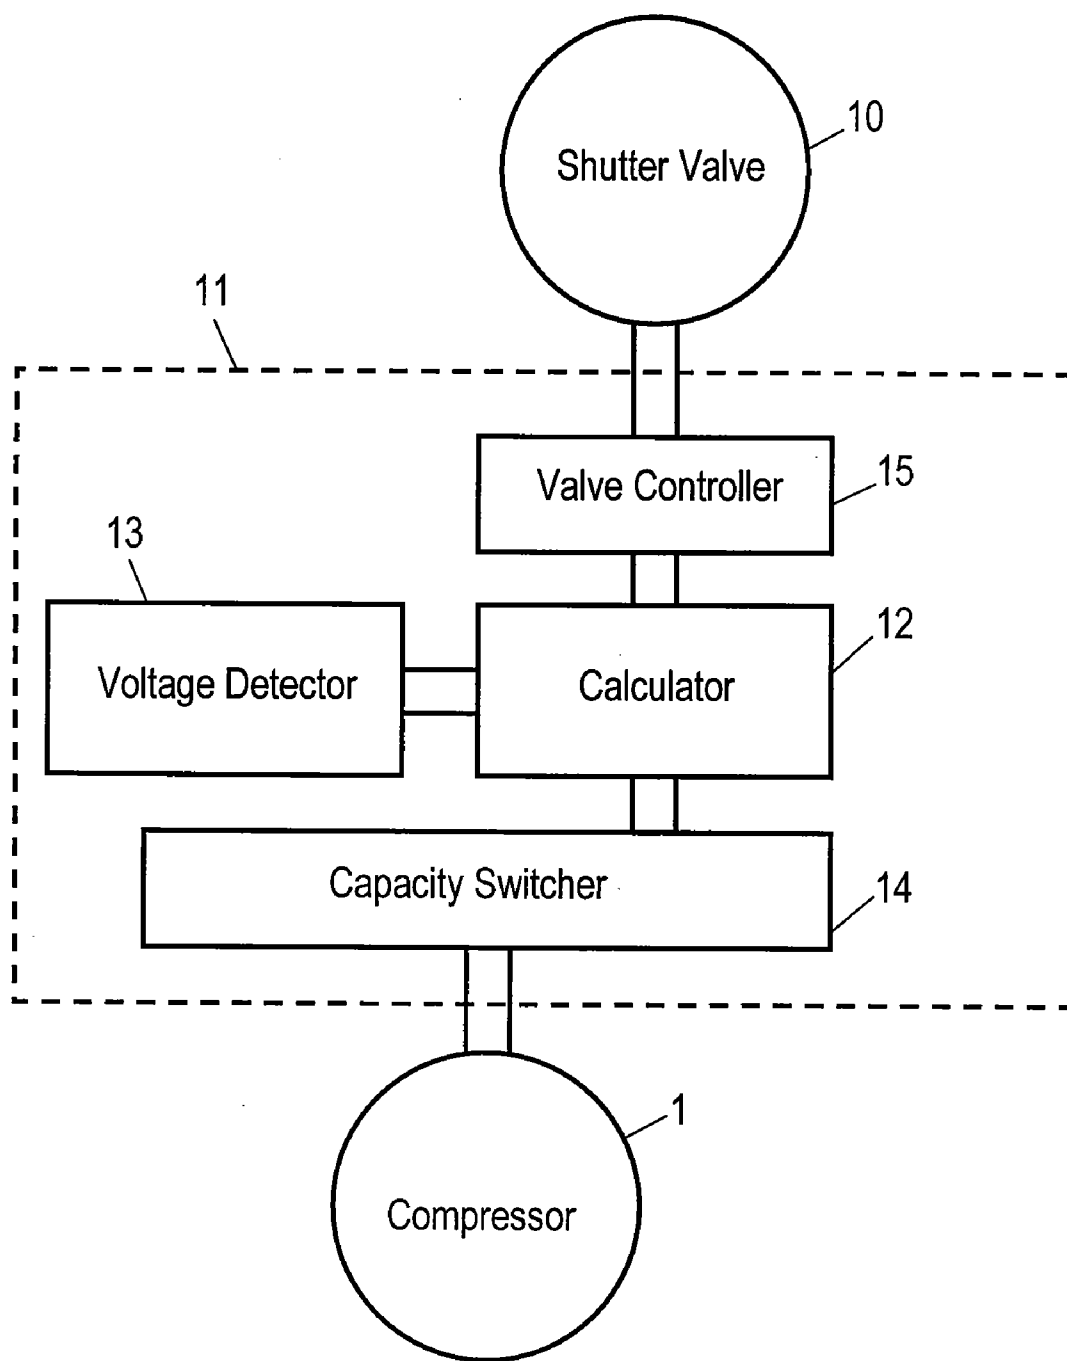 10
Shutter Valve
11
Valve Controller
15
13
12
Voltage Detector
Calculator
Capacity Switcher
14
1
Compressor